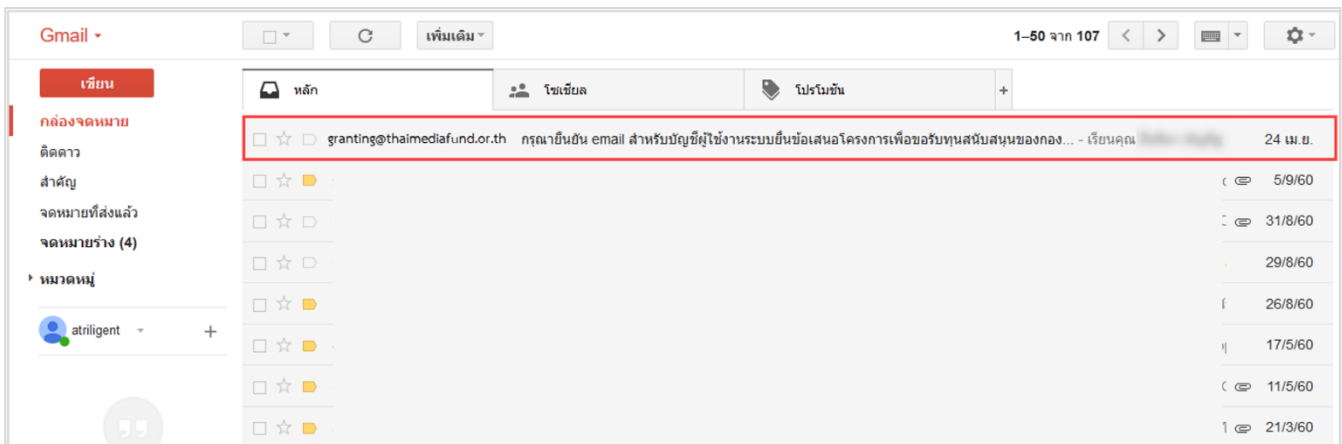 Gmail
เพิ่มเติม
1–50 จาก 107
เขียน
หลัก
โซเชียล
โปรโมชัน
+
กล่องจดหมาย
granting@thaimediafund.or.th กรุณายืนยัน email สำหรับบัญชีผู้ใช้งานระบบยื่นข้อเสนอโครงการเพื่อขอรับทุนสนับสนุนของกอง... - เรียนคุณ
24 เม.ย.
ติดดาว
สำคัญ
5/9/60
จดหมายที่ส่งแล้ว
31/8/60
จดหมายร่าง (4)
29/8/60
หมวดหมู่
26/8/60
atriligent
+
17/5/60
11/5/60
21/3/60